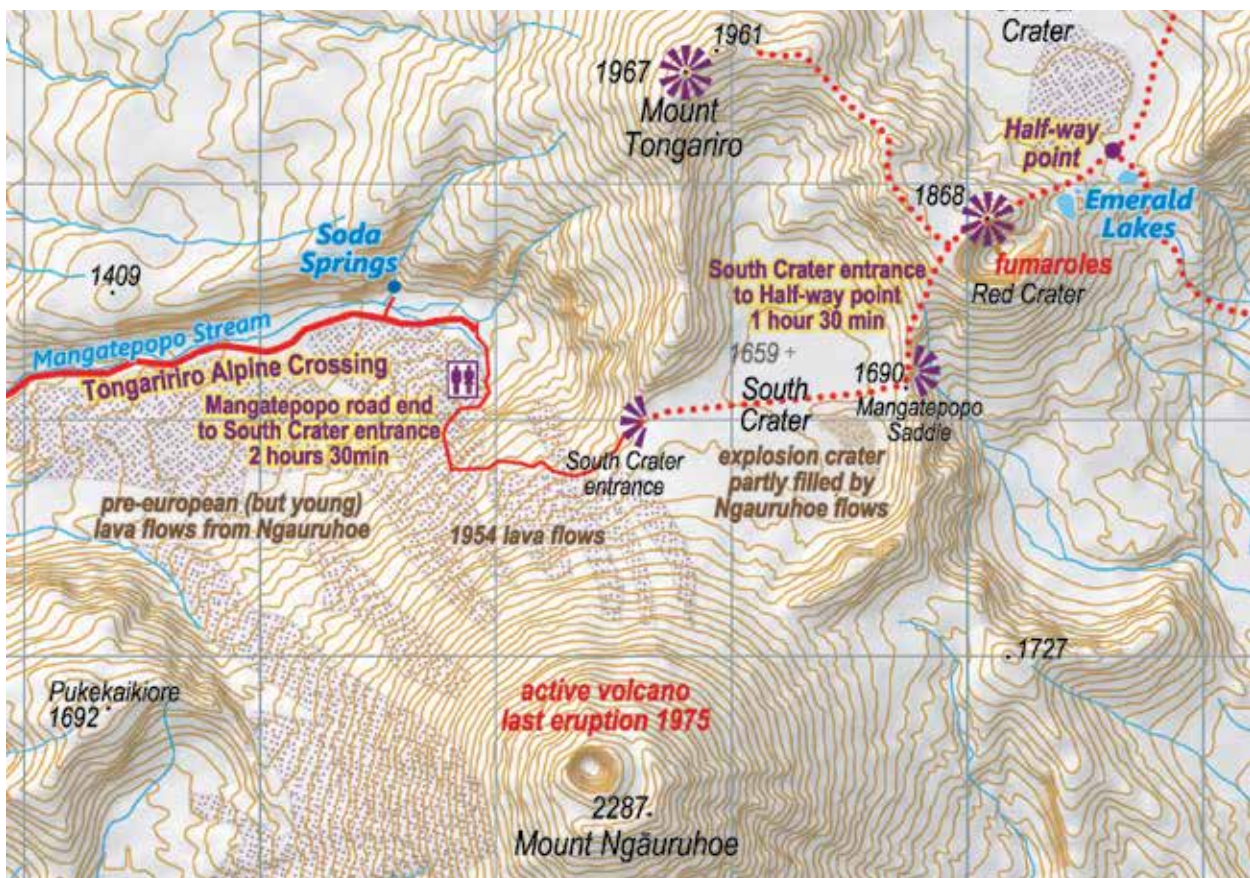 Crater
1961
1967
Mount
Tongariro
Half-way
point
1868
Emerald
Lakes
Soda
Springs
fumaroles
Red Crater
South Crater entrance
to Half-way point
1 hour 30 min
1409
Mangatepopo Stream
1659
Tongaririro Alpine Crossing
Mangatepopo road end
to South Crater entrance
2 hours 30min
South
Crater
1690
Mangatepopo
Saddle
South Crater
entrance
explosion crater
partly filled by
Ngauruhoe flows
pre-european (but young)
lava flows from Ngauruhoe
1954 lava flows
1727
Pukekaikiore
1692
active volcano
last eruption 1975
2287
Mount Ngāuruhoe